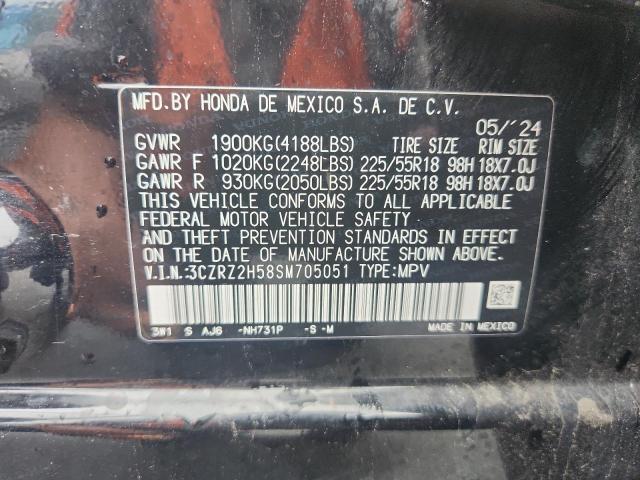 MFD. BY HONDA DE MEXICO S.A. DE C.V.
05/'24
GVWR 1900KG(4188LBS) TIRE SIZE RIM SIZE
GAWR F 1020KG(2248LBS) 225/55R18 98H 18X7.0J
GAWR R 930KG(2050LBS) 225/55R18 98H 18X7.0J
THIS VEHICLE CONFORMS TO ALL APPLICABLE
FEDERAL MOTOR VEHICLE SAFETY
AND THEFT PREVENTION STANDARDS IN EFFECT
ON THE DATE OF MANUFACTURE SHOWN ABOVE.
V.I.N.:3CZRZ2H58SM705051 TYPE:MPV
3W1 S AJ6 -NH731P -S -M MADE IN MEXICO